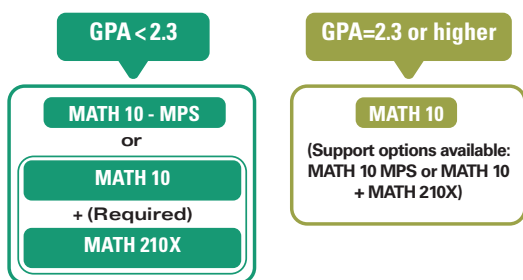 GPA < 2.3
MATH 10 - MPS
or
MATH 10
+ (Required)
MATH 210X
GPA=2.3 or higher
MATH 10
(Support options available:
MATH 10 MPS or MATH 10
+ MATH 210X)